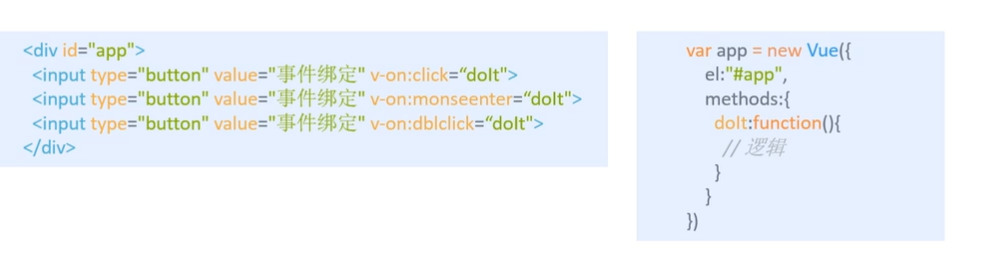 <div id="app">
<input type="button" value="事件绑定" v-on:click=“doIt">
<input type="button" value="事件绑定" v-on:monseenter=“doIt">
<input type="button" value="事件绑定" v-on:dblclick=“doIt">
</div>
var app = new Vue({
el:"#app",
methods:{
doIt:function(){
// 逻辑
}
}
})